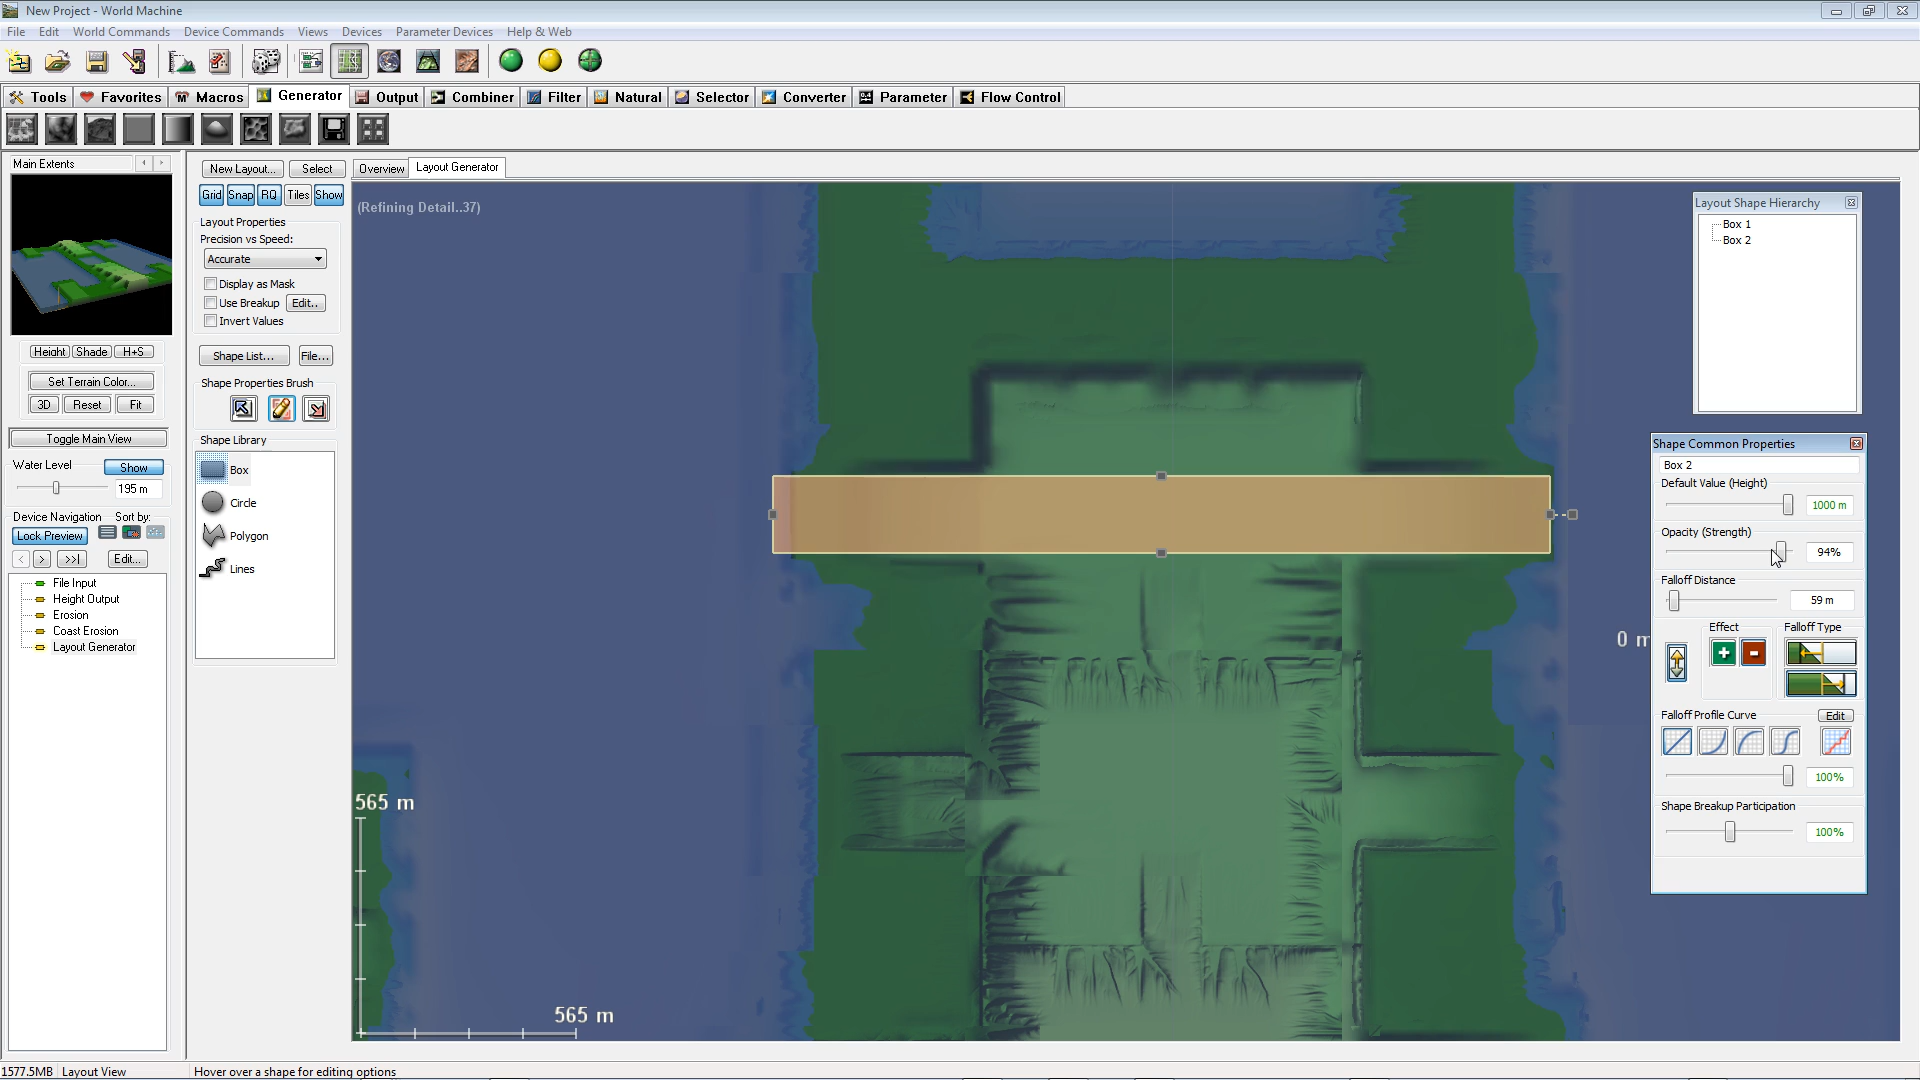 New Project - World Machine
File Edit World Commands Device Commands Views Devices Parameter Devices Help & Web
Tools Favorites Macros Generator Output Combiner Filter Natural Selector Converter Parameter Flow Control
Main Extents
Height Shade H+S
Set Terrain Color...
3D Reset Fit
Toggle Main View
Water Level Show
195 m
Device Navigation Sort by:
Lock Preview
< > >>| Edit...
File Input
Height Output
Erosion
Coast Erosion
Layout Generator
New Layout... Select
Grid Snap RQ Tiles Show
Layout Properties
Precision vs Speed:
Accurate
Display as Mask
Use Breakup Edit..
Invert Values
Shape List... File...
Shape Properties Brush
Shape Library
Box
Circle
Polygon
Lines
Overview Layout Generator
(Refining Detail..37)
565 m
565 m
0 m
Layout Shape Hierarchy
Box 1
Box 2
Shape Common Properties
Box 2
Default Value (Height)
1000 m
Opacity (Strength)
94%
Falloff Distance
59 m
Effect Falloff Type
Falloff Profile Curve Edit
100%
Shape Breakup Participation
100%
1577.5MB Layout View Hover over a shape for editing options